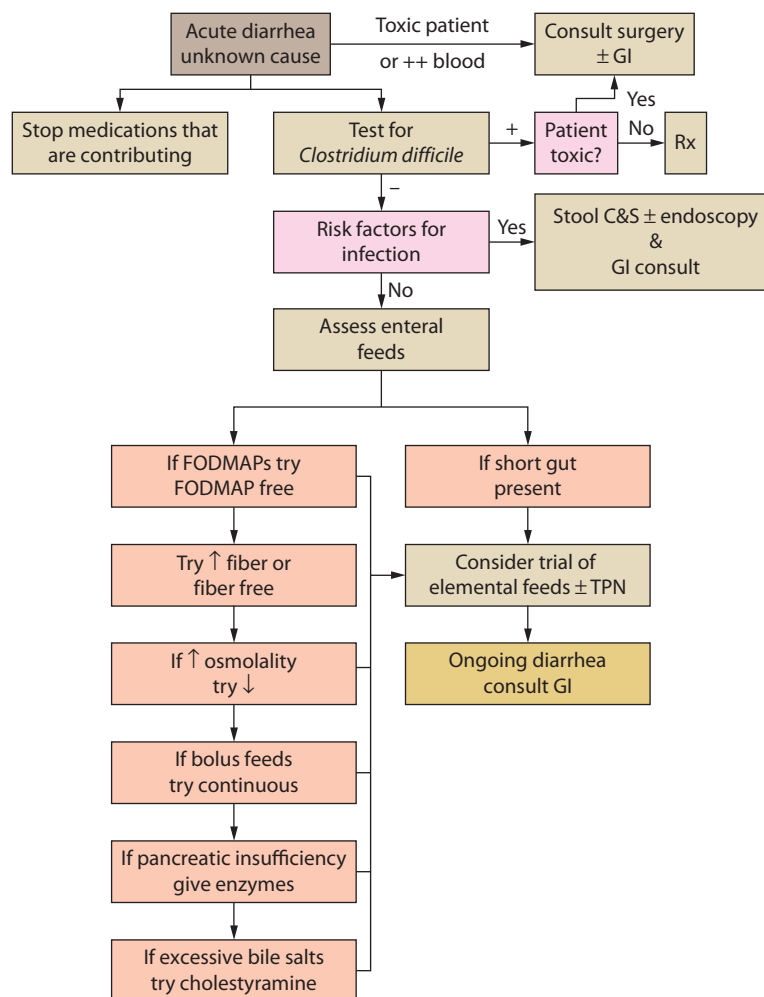 Acute diarrhea
unknown cause
Toxic patient
or ++ blood
Consult surgery
± GI
Stop medications that
are contributing
Test for
Clostridium difficile
+
Patient
toxic?
Yes
No
Rx
–
Risk factors for
infection
Yes
Stool C&S ± endoscopy
&
GI consult
No
Assess enteral
feeds
If FODMAPs try
FODMAP free
If short gut
present
Try ↑ fiber or
fiber free
Consider trial of
elemental feeds ± TPN
If ↑ osmolality
try ↓
Ongoing diarrhea
consult GI
If bolus feeds
try continuous
If pancreatic insufficiency
give enzymes
If excessive bile salts
try cholestyramine